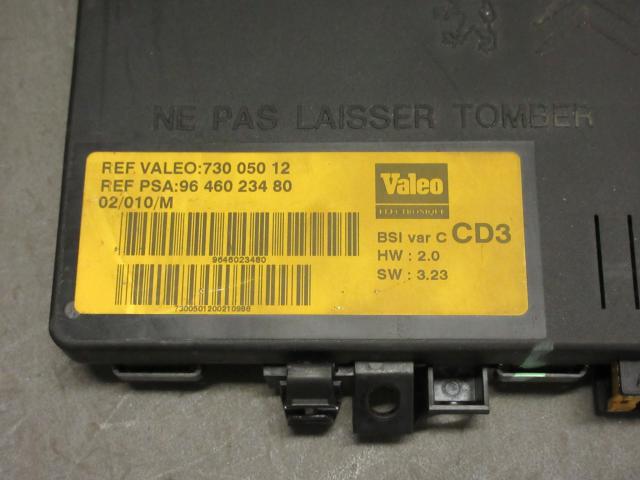 NE PAS LAISSER TOMBER
REF VALEO:730 050 12
REF PSA:96 460 234 80
02/010/M
Valeo
ELECTRONIQUE
BSI var C CD3
HW : 2.0
SW : 3.23
9646023480
7300501200210986